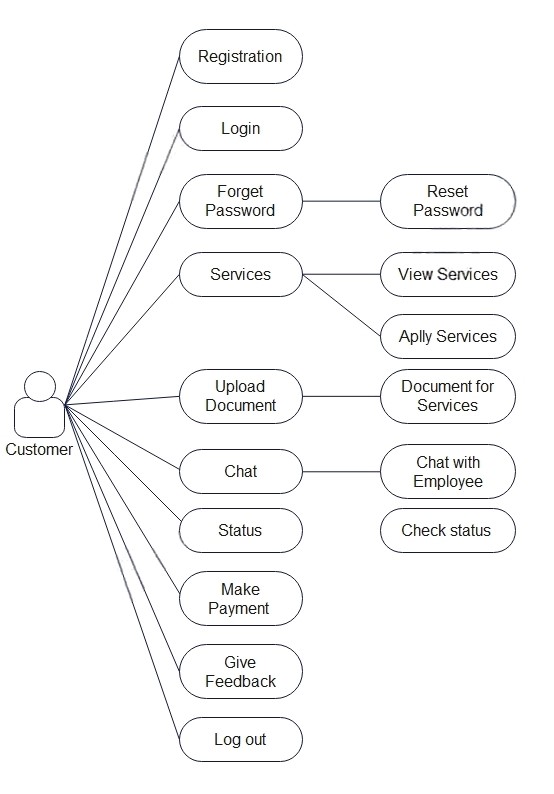 Registration
Login
Forget
Password
Reset
Password
Services
View Services
Aplly Services
Upload
Document
Document for
Services
Customer
Chat
Chat with
Employee
Status
Check status
Make
Payment
Give
Feedback
Log out